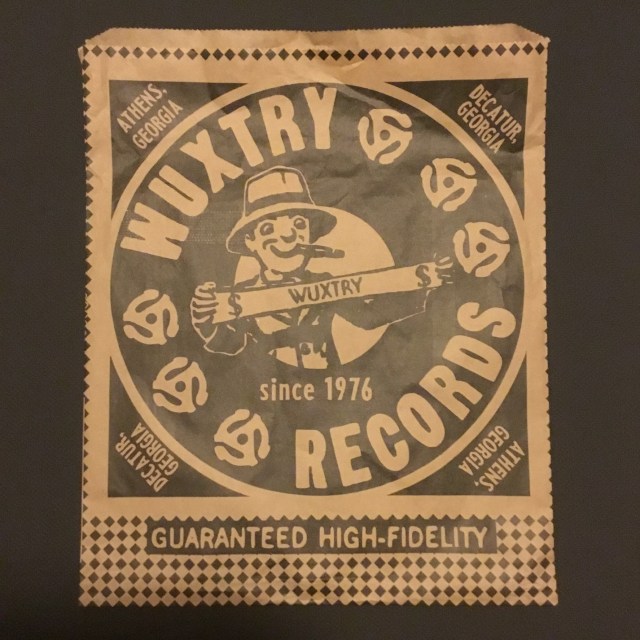 ATHENS,
GEORGIA
DECATUR,
GEORGIA
WUXTRY
$ WUXTRY $
since 1976
RECORDS
DECATUR,
GEORGIA
ATHENS,
GEORGIA
GUARANTEED HIGH-FIDELITY